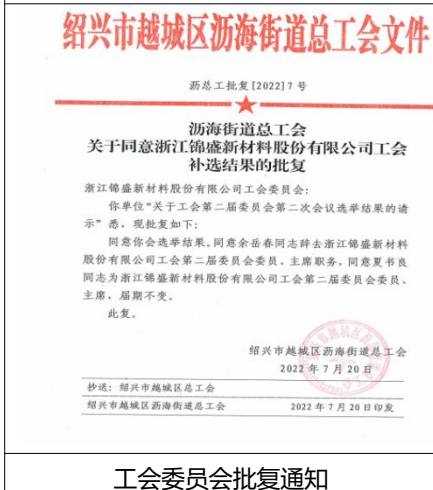 绍兴市越城区沥海街道总工会文件
沥总工批复[2022]7号
沥海街道总工会
关于同意浙江锦盛新材料股份有限公司工会
补选结果的批复
浙江锦盛新材料股份有限公司工会委员会：
你单位“关于工会第二届委员会第二次会议选举结果的请
示”悉，现批复如下：
同意你会选举结果。同意余岳春同志辞去浙江锦盛新材料
股份有限公司工会第二届委员会委员、主席职务，同意夏书良
同志为浙江锦盛新材料股份有限公司工会第二届委员会委员、
主席，届期不变。
此复。
绍兴市越城区沥海街道总工会
2022年7月20日
抄送：绍兴市越城区总工会
绍兴市越城区沥海街道总工会 2022年7月20日印发
工会委员会批复通知